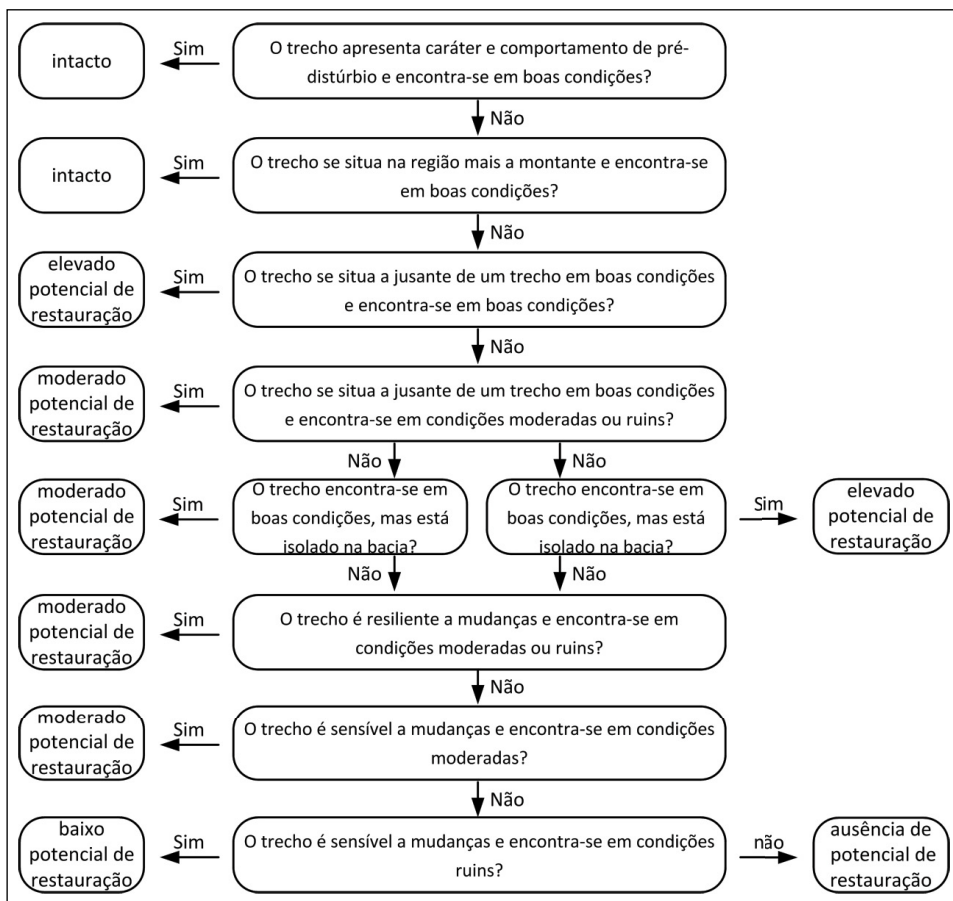 intacto
Sim
O trecho apresenta caráter e comportamento de pré-
distúrbio e encontra-se em boas condições?
Não
intacto
Sim
O trecho se situa na região mais a montante e encontra-se
em boas condições?
Não
elevado
potencial de
restauração
Sim
O trecho se situa a jusante de um trecho em boas condições
e encontra-se em boas condições?
Não
moderado
potencial de
restauração
Sim
O trecho se situa a jusante de um trecho em boas condições
e encontra-se em condições moderadas ou ruins?
Não
Não
moderado
potencial de
restauração
Sim
O trecho encontra-se em
boas condições, mas está
isolado na bacia?
O trecho encontra-se em
boas condições, mas está
isolado na bacia?
Sim
elevado
potencial de
restauração
Não
Não
moderado
potencial de
restauração
Sim
O trecho é resiliente a mudanças e encontra-se em
condições moderadas ou ruins?
Não
moderado
potencial de
restauração
Sim
O trecho é sensível a mudanças e encontra-se em condições
moderadas?
Não
baixo
potencial de
restauração
Sim
O trecho é sensível a mudanças e encontra-se em condições
ruins?
não
ausência de
potencial de
restauração